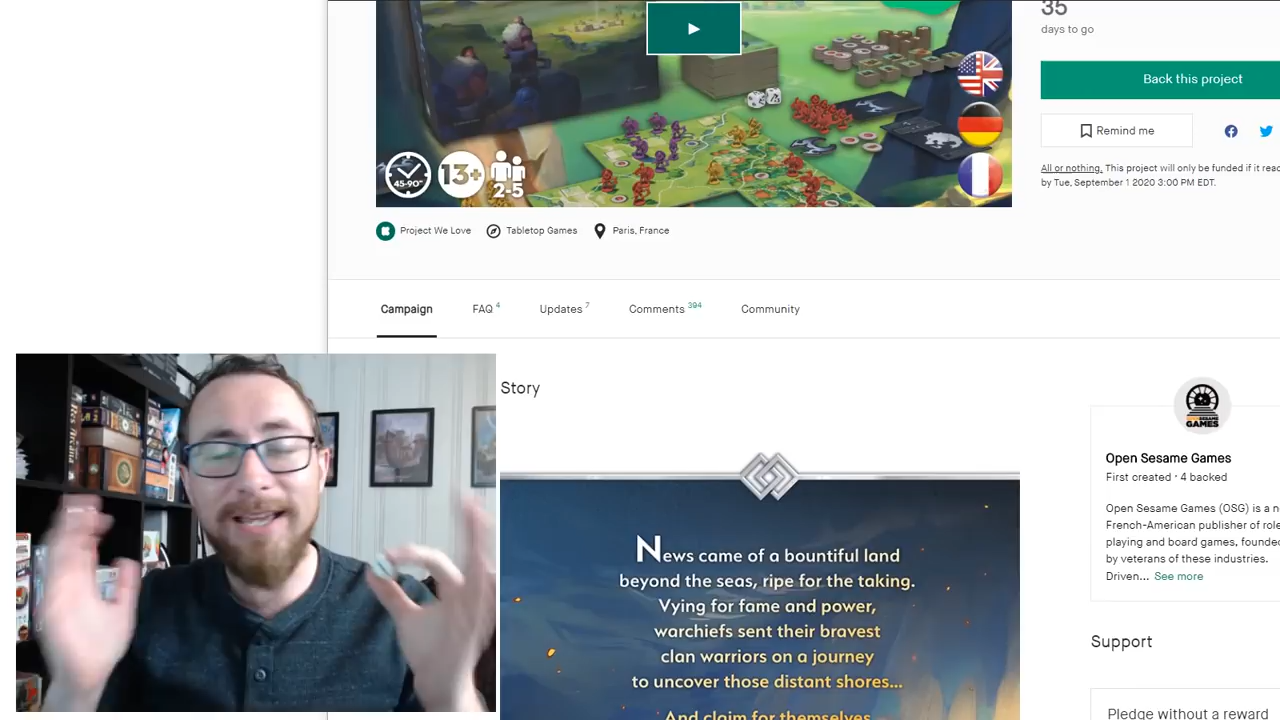 35
days to go
Back this project
Remind me
All or nothing. This project will only be funded if it reac
by Tue, September 1 2020 3:00 PM EDT.
45-90'
13+
2-5
Project We Love
Tabletop Games
Paris, France
Campaign
FAQ 4
Updates 7
Comments 394
Community
Story
News came of a bountiful land
beyond the seas, ripe for the taking.
Vying for fame and power,
warchiefs sent their bravest
clan warriors on a journey
to uncover those distant shores...
And claim for themselves
GAMES
Open Sesame Games
First created · 4 backed
Open Sesame Games (OSG) is a n
French-American publisher of role
playing and board games, founded
by veterans of these industries.
Driven... See more
Support
Pledge without a reward